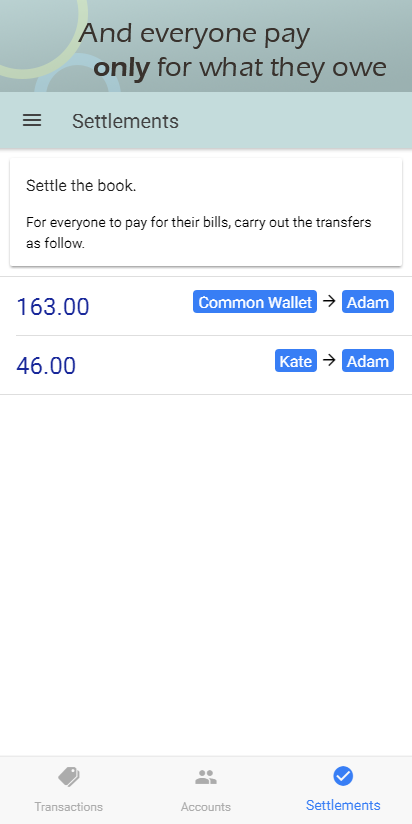 And everyone pay
only for what they owe
Settlements
Settle the book.
For everyone to pay for their bills, carry out the transfers
as follow.
163.00 Common Wallet → Adam
46.00 Kate → Adam
Transactions Accounts Settlements